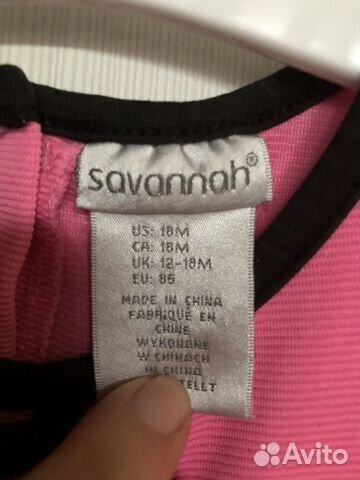 savannah®
US: 18M
CA: 18M
UK: 12-18M
EU: 86
MADE IN CHINA
FABRIQUÉ EN
CHINE
WYKONANE
W CHINACH
IN CHINA
Avito